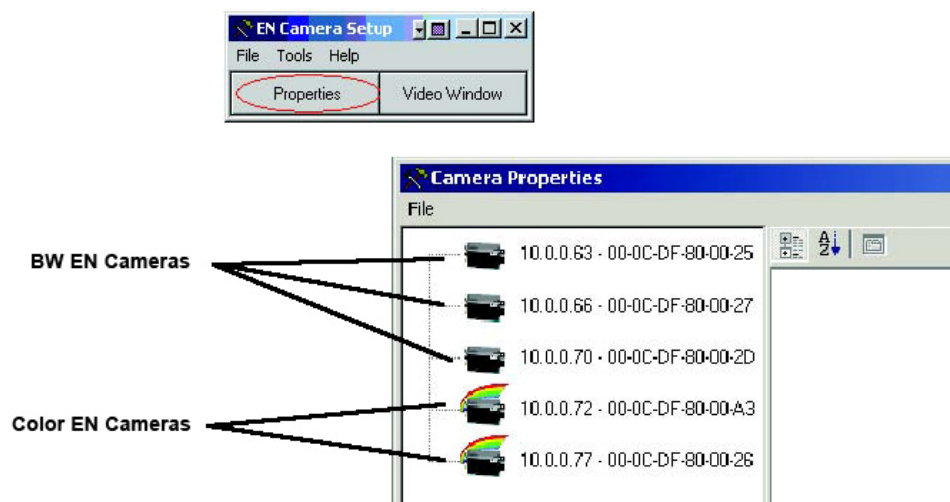 EN Camera Setup
File Tools Help
Properties Video Window
Camera Properties
File
BW EN Cameras
10.0.0.63 - 00-0C-DF-80-00-25
10.0.0.66 - 00-0C-DF-80-00-27
10.0.0.70 - 00-0C-DF-80-00-2D
Color EN Cameras
10.0.0.72 - 00-0C-DF-80-00-A3
10.0.0.77 - 00-0C-DF-80-00-26